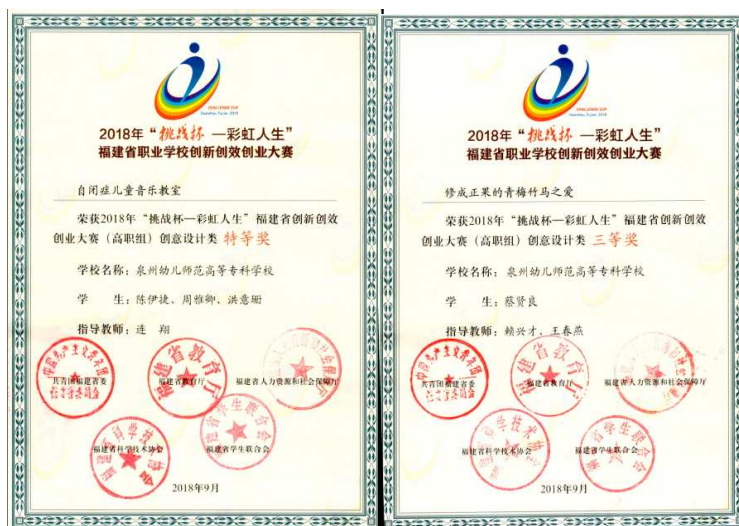 CHALLENGE CUP
2018年“挑战杯—彩虹人生”
福建省职业学校创新创效创业大赛
自闭症儿童音乐教室
荣获2018年“挑战杯—彩虹人生”福建省创新创效
创业大赛（高职组）创意设计类 特等奖
学校名称：泉州幼儿师范高等专科学校
学 生：陈伊捷、周雅卿、洪意珊
指导教师：连 翔
共青团福建省委
福建省教育厅
福建省人力资源和社会保障厅
福建省科学技术协会
福建省学生联合会
2018年9月
CHALLENGE CUP
2018年“挑战杯—彩虹人生”
福建省职业学校创新创效创业大赛
修成正果的青梅竹马之爱
荣获2018年“挑战杯—彩虹人生”福建省创新创效
创业大赛（高职组）创意设计类 三等奖
学校名称：泉州幼儿师范高等专科学校
学 生：蔡贤良
指导教师：赖兴才、王春燕
共青团福建省委
福建省教育厅
福建省人力资源和社会保障厅
福建省科学技术协会
福建省学生联合会
2018年9月